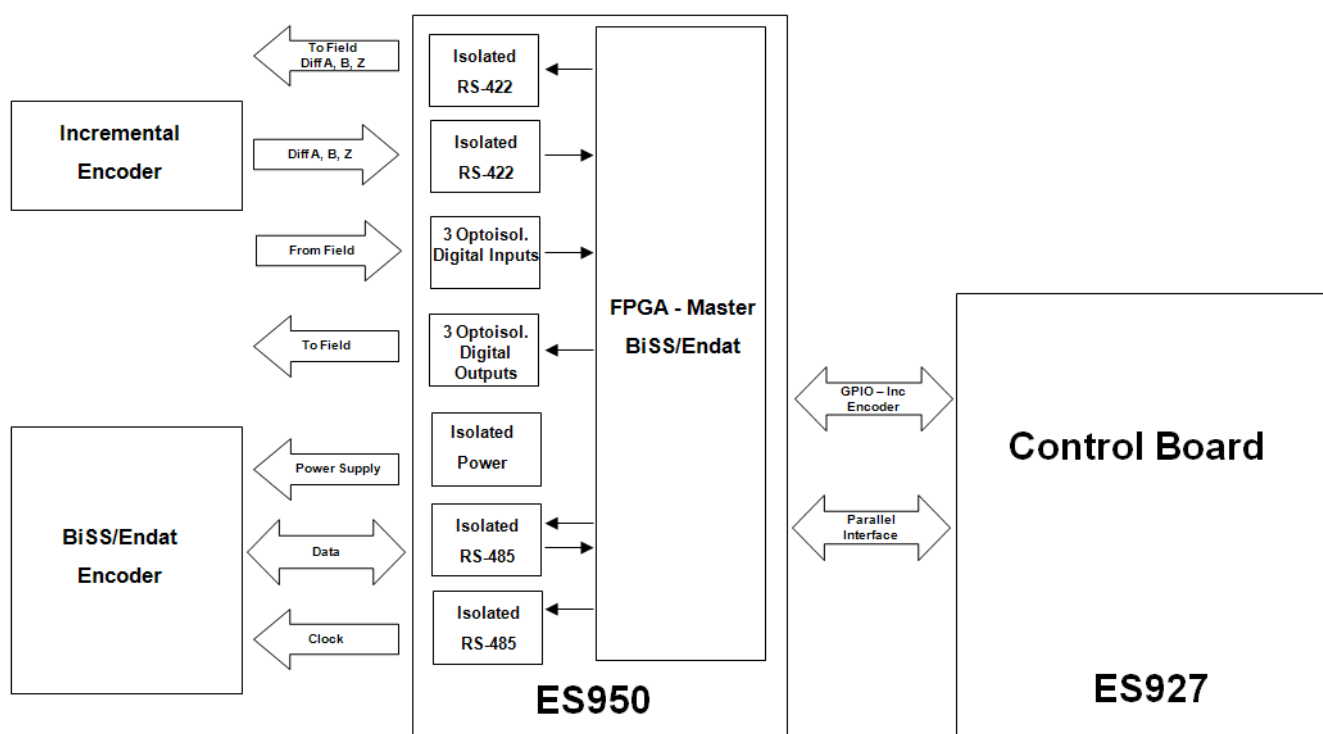 To Field
Diff A, B, Z
Isolated
RS-422
Incremental
Encoder
Diff A, B, Z
Isolated
RS-422
From Field
3 Optoisol.
Digital Inputs
FPGA - Master
BiSS/Endat
To Field
3 Optoisol.
Digital
Outputs
GPIO – Inc
Encoder
Control Board
Power Supply
Isolated
Power
BiSS/Endat
Encoder
Data
Isolated
RS-485
Parallel
Interface
Clock
Isolated
RS-485
ES950
ES927